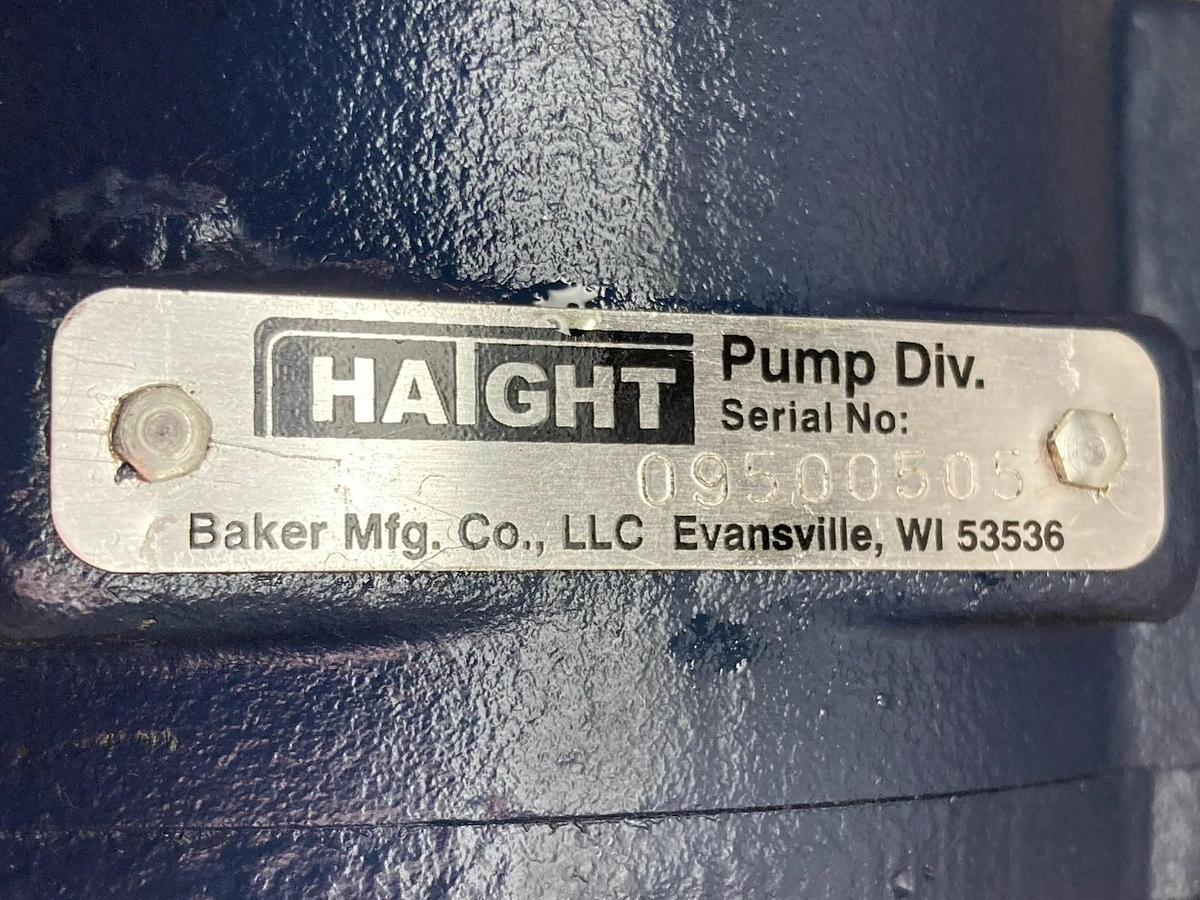 HAIGHT Pump Div.
Serial No:
09500505
Baker Mfg. Co., LLC Evansville, WI 53536